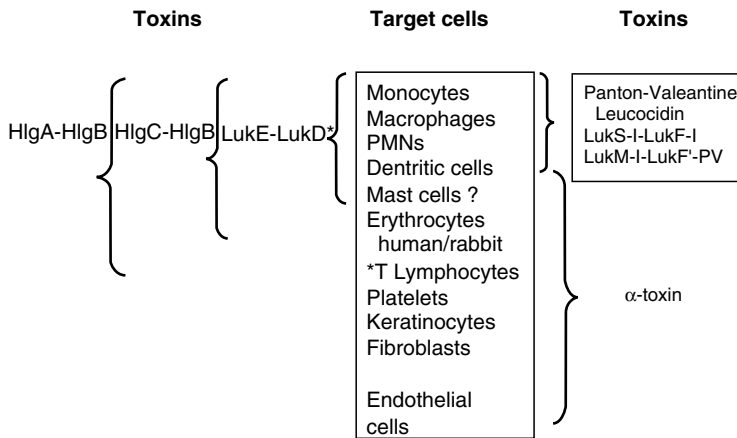 Toxins
Target cells
Toxins
HlgA-HlgB
HlgC-HlgB
LukE-LukD*
Monocytes
Macrophages
PMNs
Dentritic cells
Mast cells ?
Erythrocytes
human/rabbit
*T Lymphocytes
Platelets
Keratinocytes
Fibroblasts
Endothelial
cells
Panton-Valeantine
Leucocidin
LukS-I-LukF-I
LukM-I-LukF'-PV
α-toxin